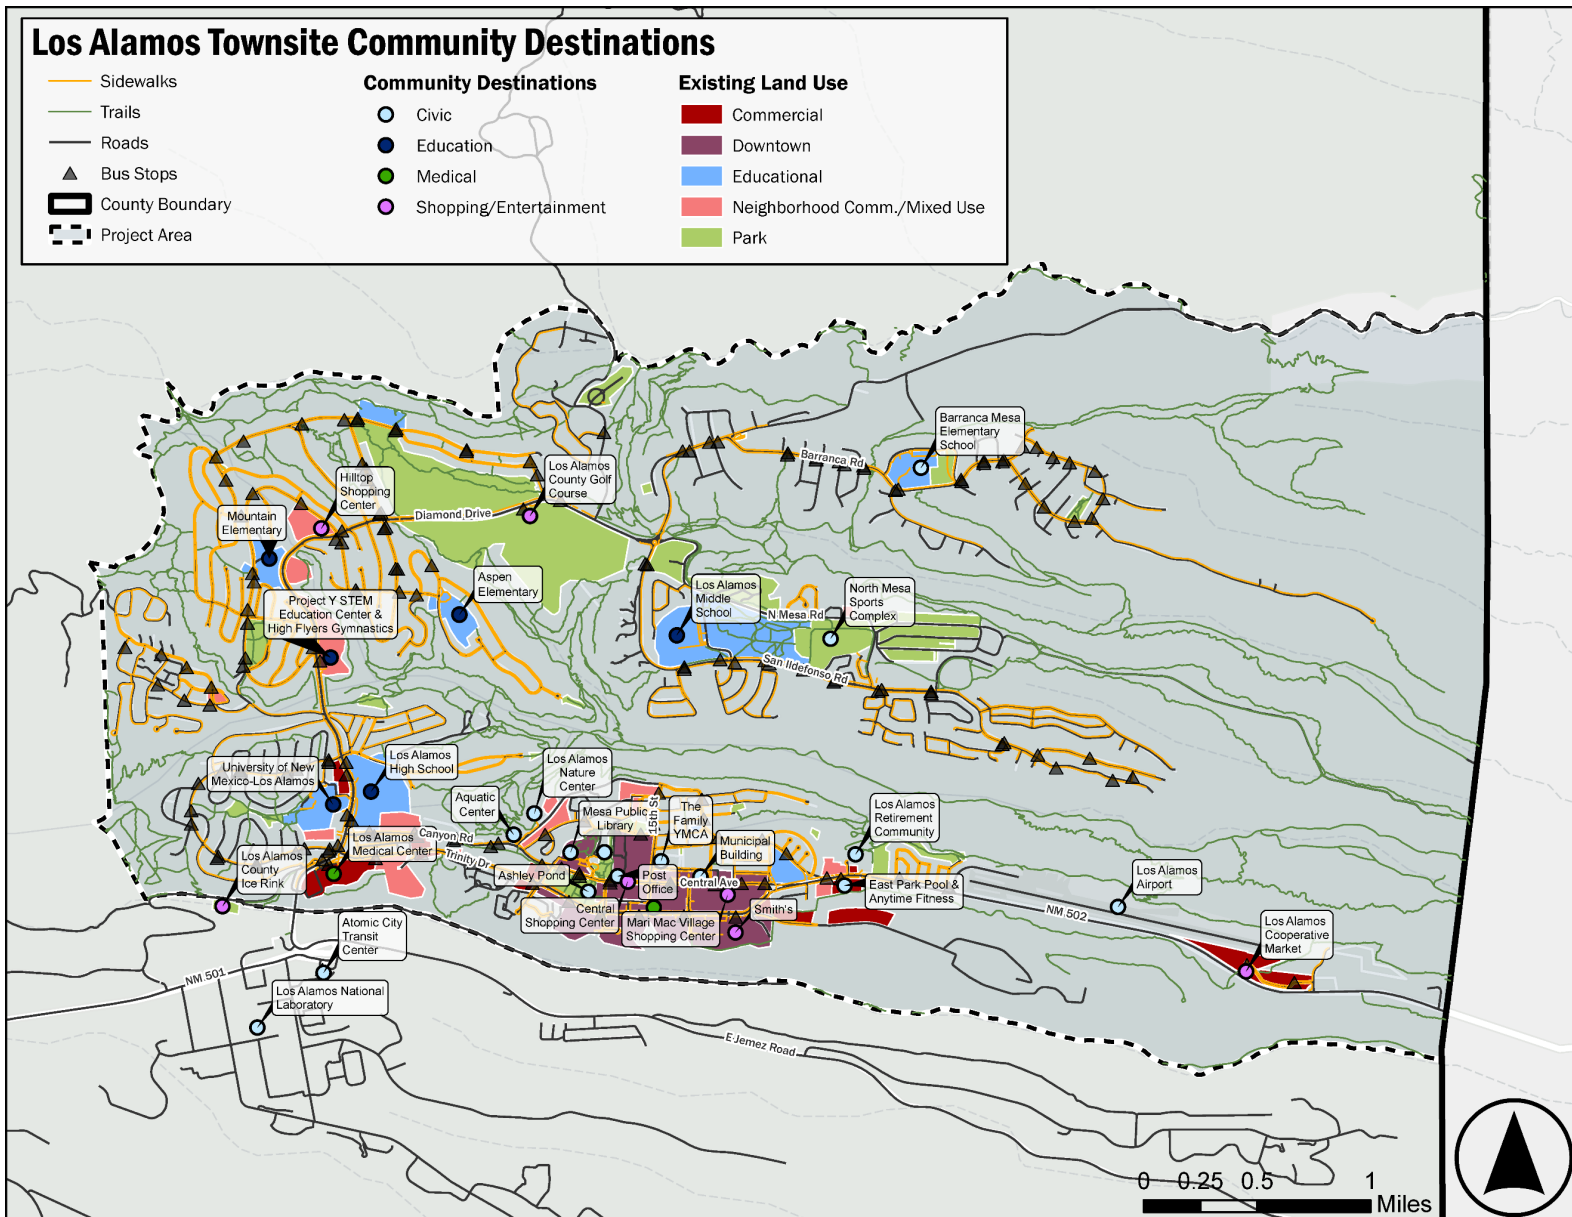 Los Alamos Townsite Community Destinations
Sidewalks
Trails
Roads
Bus Stops
County Boundary
Project Area
Community Destinations
Civic
Education
Medical
Shopping/Entertainment
Existing Land Use
Commercial
Downtown
Educational
Neighborhood Comm./Mixed Use
Park
Barranca Mesa
Elementary
School
Barranca Rd
Los Alamos
County Golf
Course
Hilltop
Shopping
Center
Diamond Drive
Mountain
Elementary
Aspen
Elementary
Project Y STEM
Education Center &
High Flyers Gymnastics
Los Alamos
Middle
School
N Mesa Rd
North Mesa
Sports
Complex
San Ildefonso Rd
University of New
Mexico-Los Alamos
Los Alamos
High School
Los Alamos
Nature
Center
Aquatic
Center
Mesa Public
Library
15th St
The
Family
YMCA
Municipal
Building
Los Alamos
Retirement
Community
Canyon Rd
Trinity Dr
Los Alamos
Medical Center
Los Alamos
County
Ice Rink
Ashley Pond
Post
Office
Central Ave
East Park Pool &
Anytime Fitness
Los Alamos
Airport
Central
Shopping Center
Mari Mac Village
Shopping Center
Smith's
NM 502
Los Alamos
Cooperative
Market
Atomic City
Transit
Center
NM 501
Los Alamos National
Laboratory
E Jemez Road
0 0.25 0.5 1
Miles